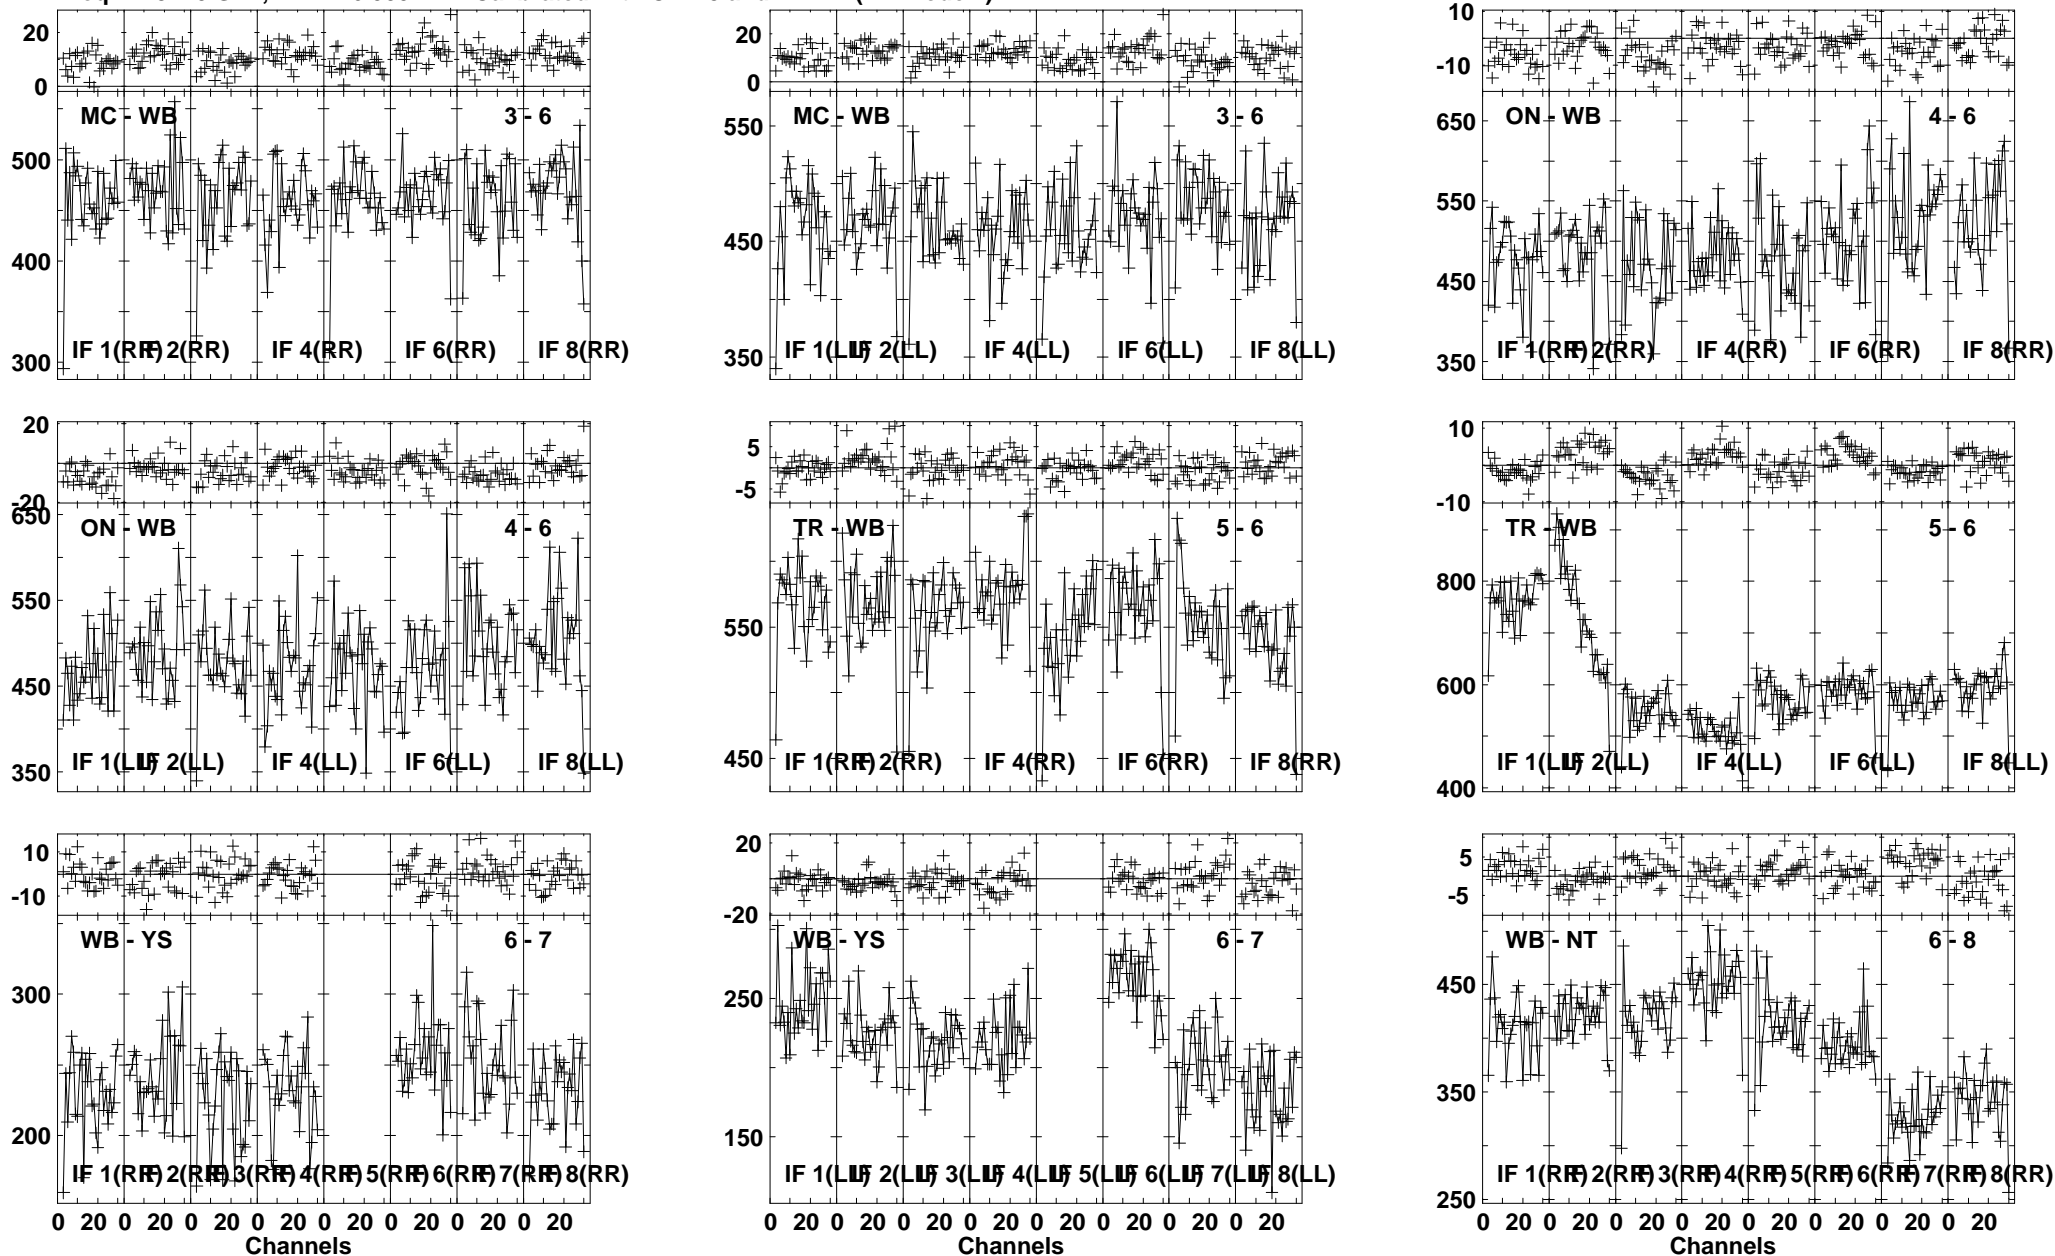 20
0
MC - WB 3 - 6
500
400
300
IF 1(RR) IF 2(RR) IF 4(RR) IF 6(RR) IF 8(RR)
20
0
MC - WB 3 - 6
550
450
350
IF 1(LL) IF 2(LL) IF 4(LL) IF 6(LL) IF 8(LL)
10
-10
ON - WB 4 - 6
650
550
450
350
IF 1(RR) IF 2(RR) IF 4(RR) IF 6(RR) IF 8(RR)
20
-20
650
ON - WB 4 - 6
550
450
350
IF 1(LL) IF 2(LL) IF 4(LL) IF 6(LL) IF 8(LL)
5
-5
TR - WB 5 - 6
550
450
IF 1(RR) IF 2(RR) IF 4(RR) IF 6(RR) IF 8(RR)
10
-10
TR - WB 5 - 6
800
600
400
IF 1(LL) IF 2(LL) IF 4(LL) IF 6(LL) IF 8(LL)
10
-10
WB - YS 6 - 7
300
200
IF 1(RR) IF 2(RR) IF 3(RR) IF 4(RR) IF 5(RR) IF 6(RR) IF 7(RR) IF 8(RR)
0 20 0 20 0 20 0 20 0 20 0 20 0 20 0 20
Channels
20
-20
WB - YS 6 - 7
250
150
IF 1(LL) IF 2(LL) IF 3(LL) IF 4(LL) IF 5(LL) IF 6(LL) IF 7(LL) IF 8(LL)
0 20 0 20 0 20 0 20 0 20 0 20 0 20 0 20
Channels
5
-5
WB - NT 6 - 8
450
350
250
IF 1(RR) IF 2(RR) IF 3(RR) IF 4(RR) IF 5(RR) IF 6(RR) IF 7(RR) IF 8(RR)
0 20 0 20 0 20 0 20 0 20 0 20 0 20 0 20
Channels